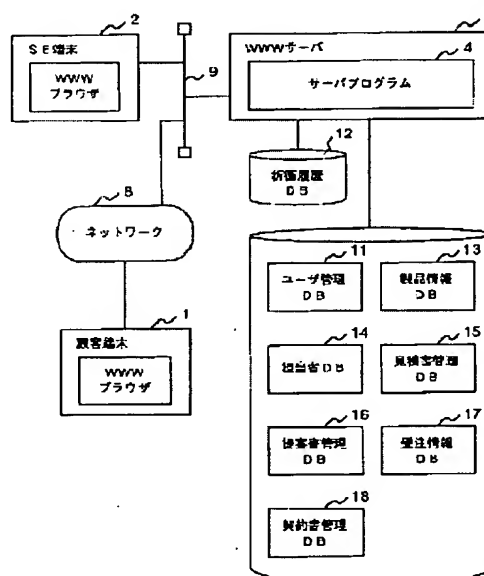 2
SE端末
WWW
ブラウザ
9
WWWサーバ
4
サーバプログラム
12
折衝履歴
DB
8
ネットワーク
1
顧客端末
WWW
ブラウザ
11
ユーザ管理
DB
13
製品情報
DB
14
担当者DB
15
見積書管理
DB
16
提案書管理
DB
17
受注情報
DB
18
契約書管理
DB